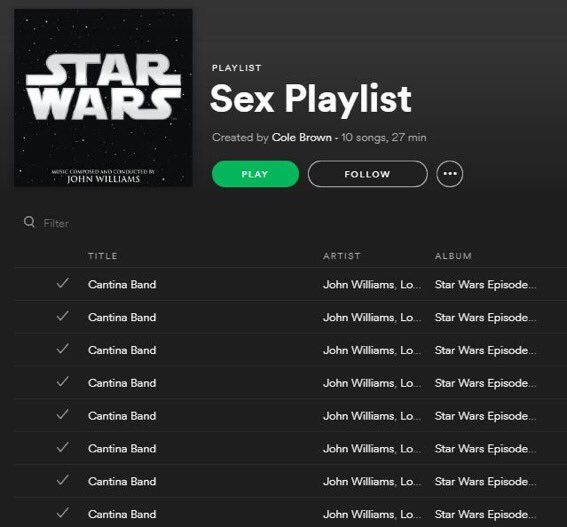 STAR
WARS
MUSIC COMPOSED AND CONDUCTED BY
JOHN WILLIAMS
PLAYLIST
Sex Playlist
Created by Cole Brown - 10 songs, 27 min
PLAY FOLLOW
Filter
TITLE ARTIST ALBUM
Cantina Band John Williams, Lo... Star Wars Episode...
Cantina Band John Williams, Lo... Star Wars Episode...
Cantina Band John Williams, Lo... Star Wars Episode...
Cantina Band John Williams, Lo... Star Wars Episode...
Cantina Band John Williams, Lo... Star Wars Episode...
Cantina Band John Williams, Lo... Star Wars Episode...
Cantina Band John Williams, Lo... Star Wars Episode...
Cantina Band John Williams, Lo... Star Wars Episode...